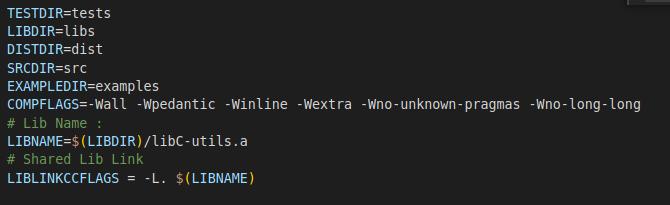 TESTDIR=tests
LIBDIR=libs
DISTDIR=dist
SRCDIR=src
EXAMPLEDIR=examples
COMPFLAGS=-Wall -Wpedantic -Winline -Wextra -Wno-unknown-pragmas -Wno-long-long
# Lib Name :
LIBNAME=$(LIBDIR)/libC-utils.a
# Shared Lib Link
LIBLINKCCFLAGS = -L. $(LIBNAME)